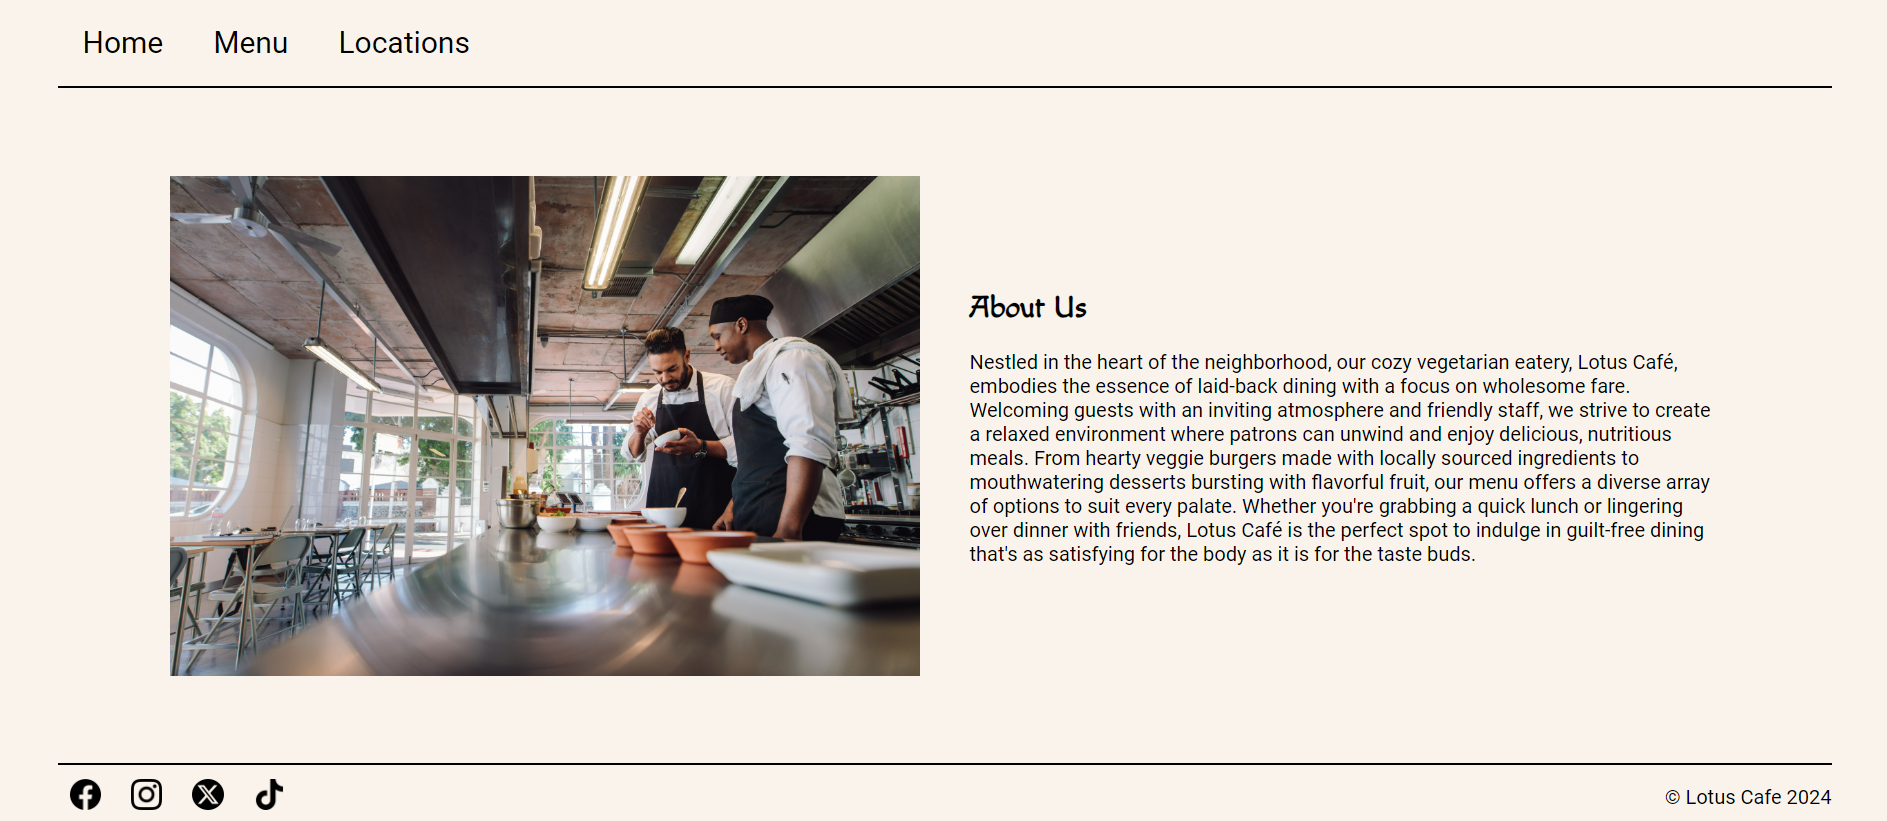 Home Menu Locations
About Us
Nestled in the heart of the neighborhood, our cozy vegetarian eatery, Lotus Café,
embodies the essence of laid-back dining with a focus on wholesome fare.
Welcoming guests with an inviting atmosphere and friendly staff, we strive to create
a relaxed environment where patrons can unwind and enjoy delicious, nutritious
meals. From hearty veggie burgers made with locally sourced ingredients to
mouthwatering desserts bursting with flavorful fruit, our menu offers a diverse array
of options to suit every palate. Whether you're grabbing a quick lunch or lingering
over dinner with friends, Lotus Café is the perfect spot to indulge in guilt-free dining
that's as satisfying for the body as it is for the taste buds.
© Lotus Cafe 2024